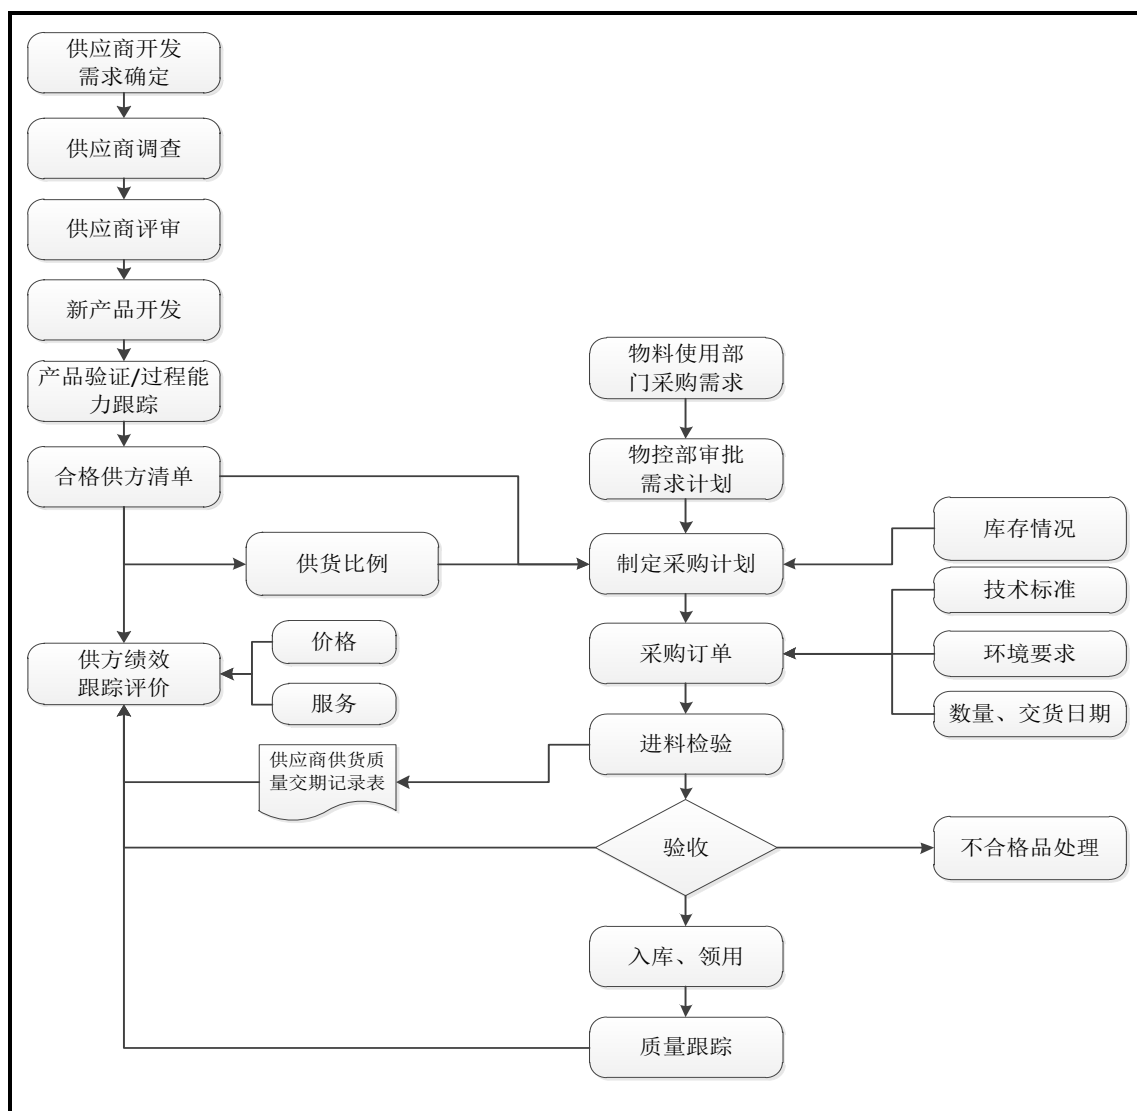 供应商开发
需求确定
供应商调查
供应商评审
新产品开发
产品验证/过程能
力跟踪
合格供方清单
物料使用部
门采购需求
物控部审批
需求计划
供货比例
制定采购计划
库存情况
技术标准
价格
供方绩效
跟踪评价
服务
采购订单
环境要求
数量、交货日期
供应商供货质
量交期记录表
进料检验
验收
不合格品处理
入库、领用
质量跟踪